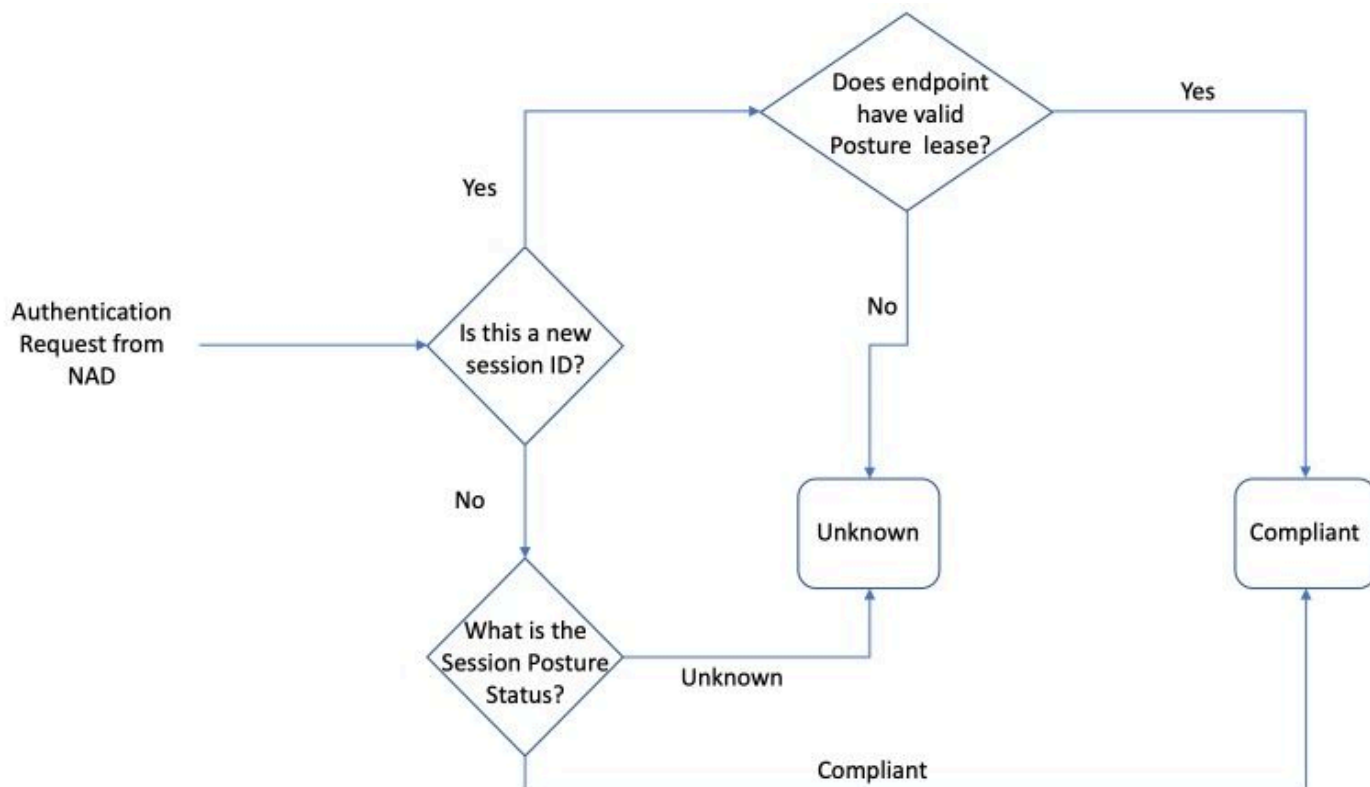 Does endpoint
have valid
Posture lease?
Yes
Yes
No
Authentication
Request from
NAD
Is this a new
session ID?
No
Unknown
Compliant
What is the
Session Posture
Status?
Unknown
Compliant